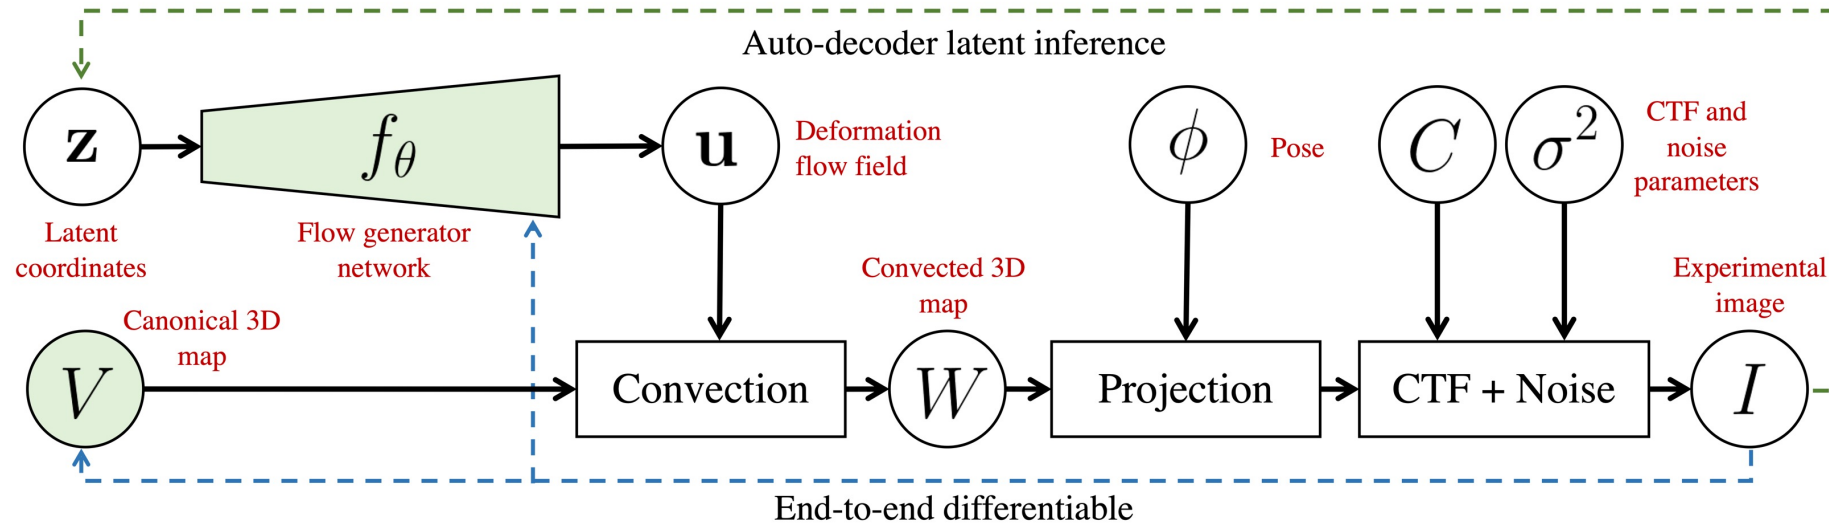 Auto-decoder latent inference
z
f_θ
u
Deformation
flow field
ϕ
Pose
C
σ²
CTF and
noise
parameters
Latent
coordinates
Flow generator
network
Canonical 3D
map
Convected 3D
map
Experimental
image
V
Convection
W
Projection
CTF + Noise
I
End-to-end differentiable